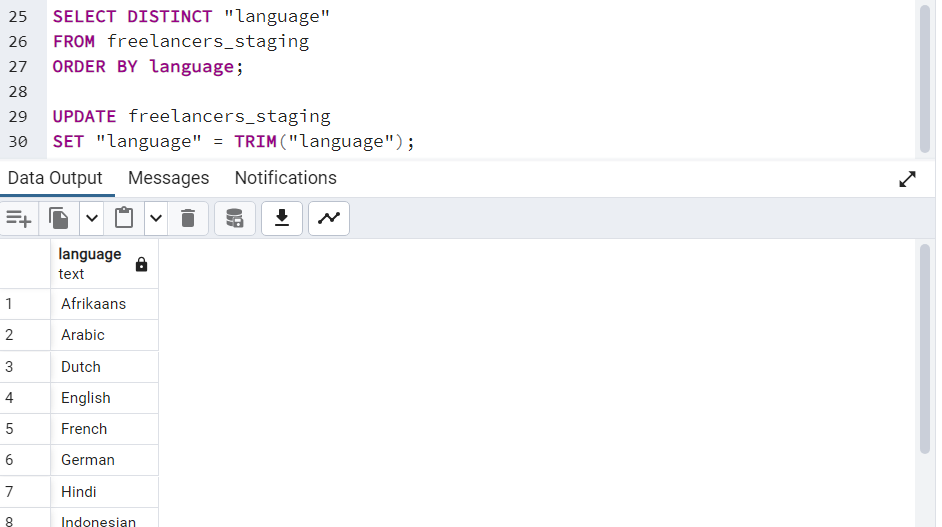 25 SELECT DISTINCT "language"
26 FROM freelancers_staging
27 ORDER BY language;
28
29 UPDATE freelancers_staging
30 SET "language" = TRIM("language");
Data Output Messages Notifications
language
text
1 Afrikaans
2 Arabic
3 Dutch
4 English
5 French
6 German
7 Hindi
8 Indonesian